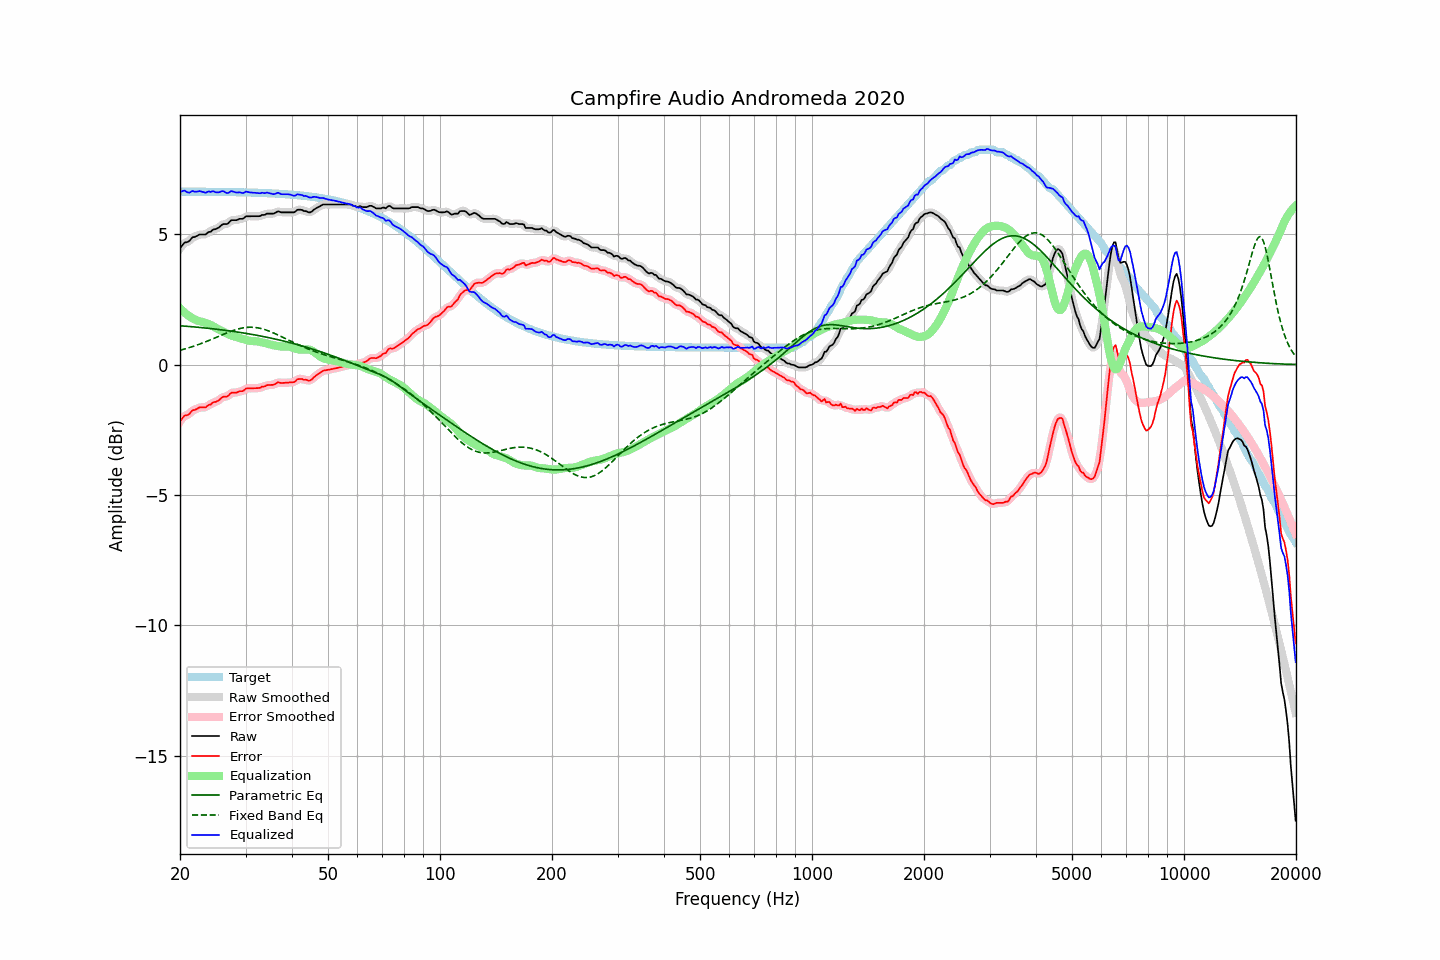 Campfire Audio Andromeda 2020
Amplitude (dBr)
5
0
−5
−10
−15
Target
Raw Smoothed
Error Smoothed
Raw
Error
Equalization
Parametric Eq
Fixed Band Eq
Equalized
20 50 100 200 500 1000 2000 5000 10000 20000
Frequency (Hz)